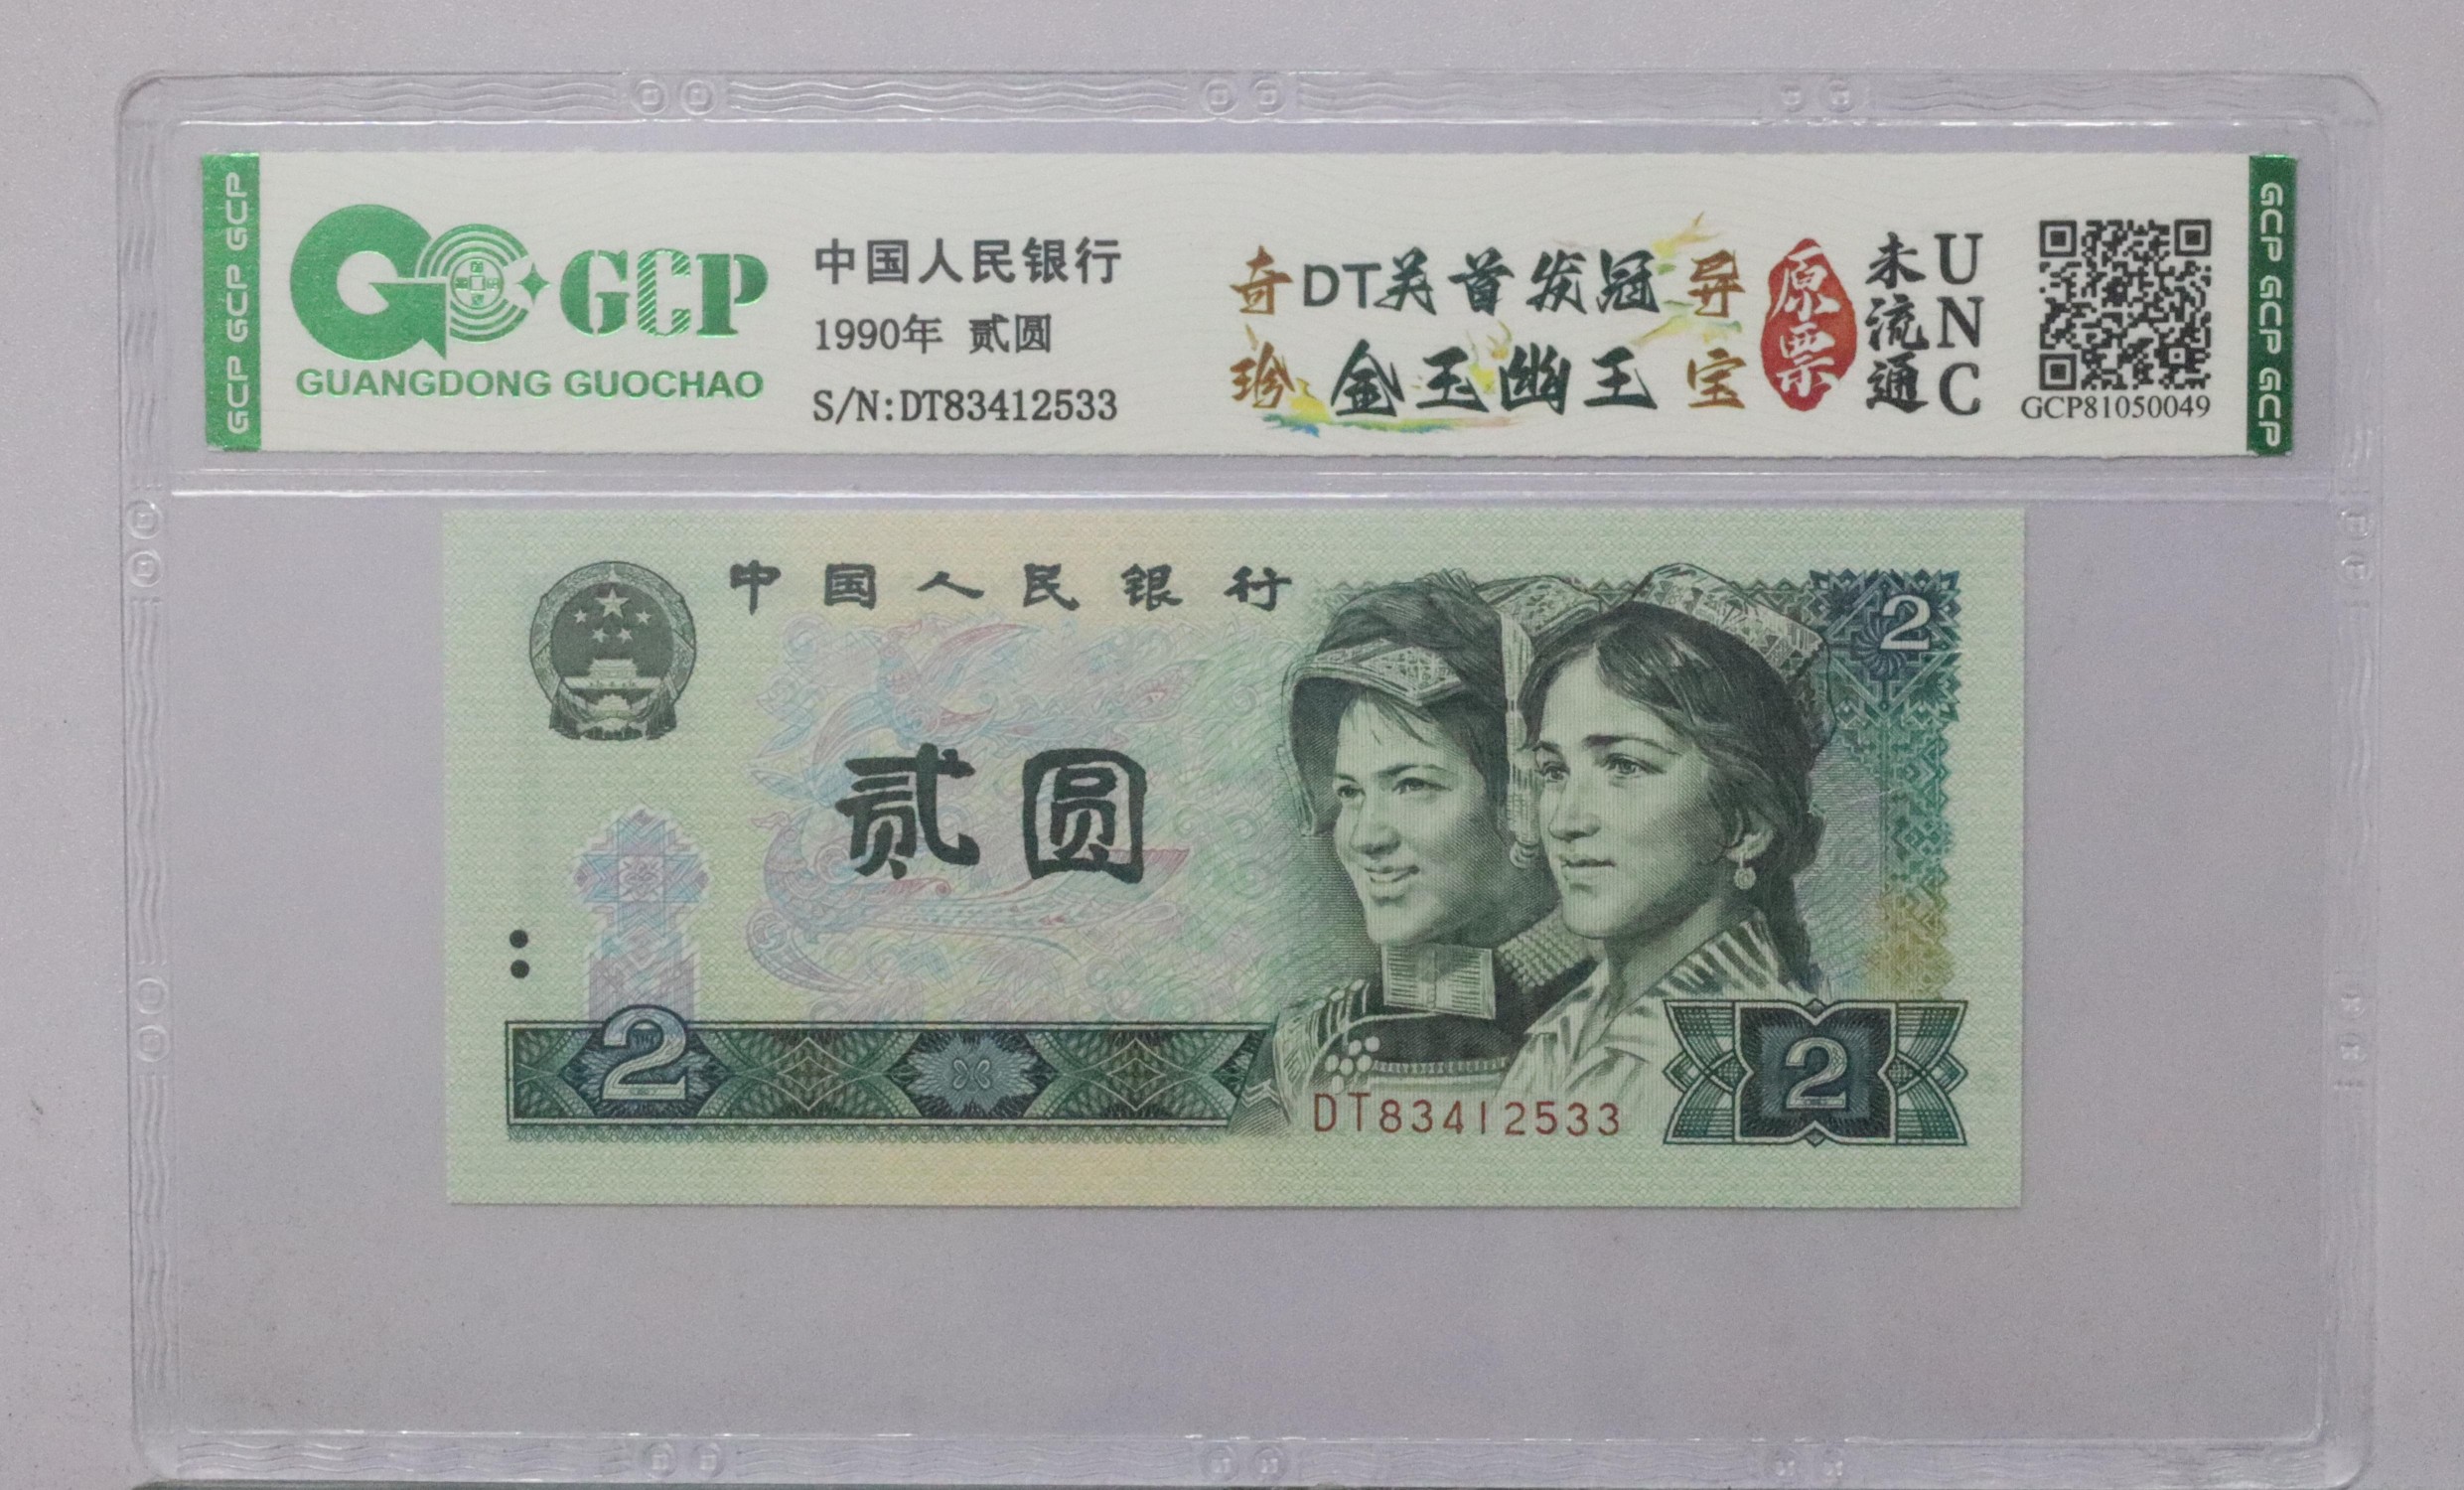 GCP GCP GCP
GCP
GUANGDONG GUOCHAO
中国人民银行
1990年 贰圆
S/N:DT83412533
奇 DT关首发冠 异
珍 金玉幽王 宝
原票
未流通
UNC
GCP81050049
GCP GCP GCP
中国人民银行
2
贰圆
2
DT83412533
2